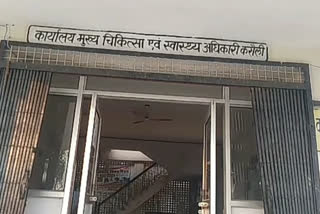 कार्यालय मुख्य चिकित्सा एवं स्वास्थ्य अधिकारी करौली